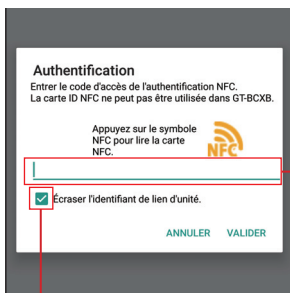 Authentification
Entrer le code d'accès de l'authentification NFC.
La carte ID NFC ne peut pas être utilisée dans GT-BCXB.
Appuyez sur le symbole
NFC pour lire la carte
NFC.
NFC
Écraser l'identifiant de lien d'unité.
ANNULER VALIDER